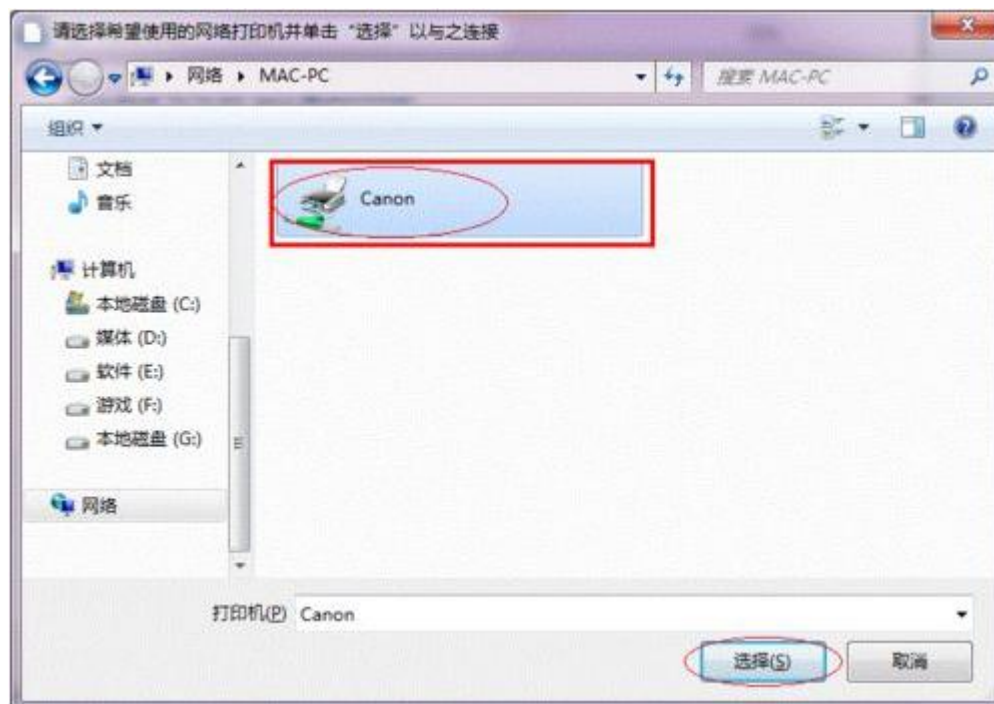 请选择希望使用的网络打印机并单击“选择”以与之连接
网络 MAC-PC
搜索 MAC-PC
组织
文档
音乐
计算机
本地磁盘 (C:)
媒体 (D:)
软件 (E:)
游戏 (F:)
本地磁盘 (G:)
网络
Canon
打印机(P) Canon
选择(S) 取消